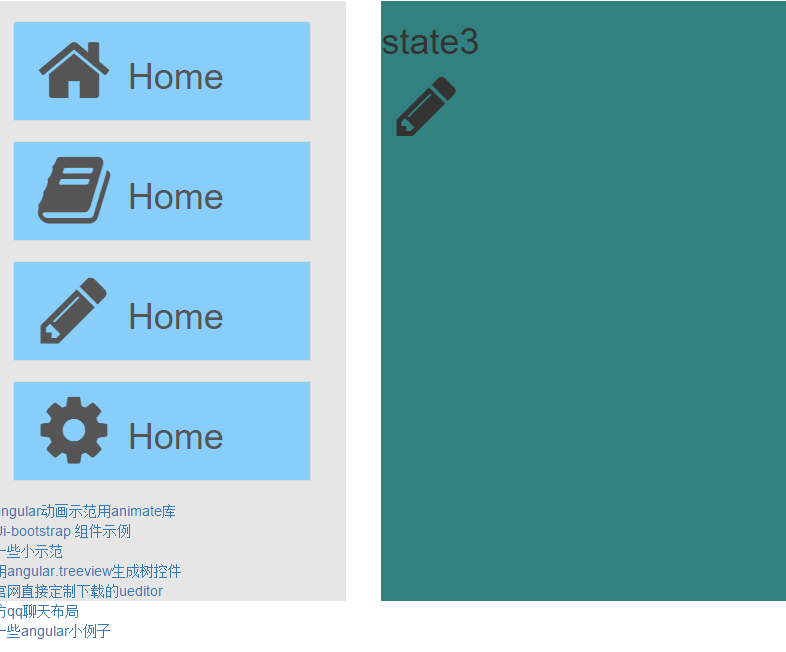 Home
Home
Home
Home
ngular动画示范用animate库
Ui-bootstrap 组件示例
一些小示范
用angular.treeview生成树控件
官网直接定制下载的ueditor
方qq聊天布局
一些angular小例子
state3